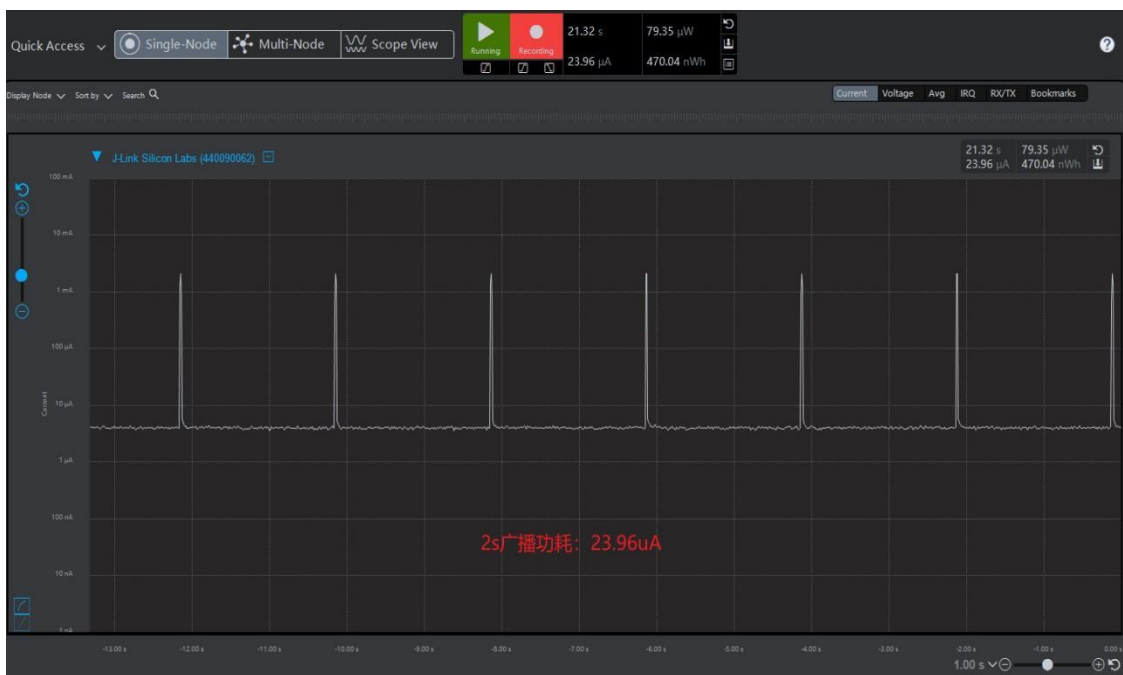 Quick Access
Single-Node
Multi-Node
Scope View
Running
Recording
21.32 s
79.35 µW
23.96 µA
470.04 nWh
Display Node
Sort by
Search
Current
Voltage
Avg
IRQ
RX/TX
Bookmarks
J-Link Silicon Labs (440090062)
21.32 s 79.35 µW
23.96 µA 470.04 nWh
100 mA
10 mA
1 mA
100 µA
10 µA
1 µA
100 nA
10 nA
1 nA
Current
2s广播功耗：23.96uA
-13.00 s
-12.00 s
-11.00 s
-10.00 s
-9.00 s
-8.00 s
-7.00 s
-6.00 s
-5.00 s
-4.00 s
-3.00 s
-2.00 s
-1.00 s
0.00 s
1.00 s